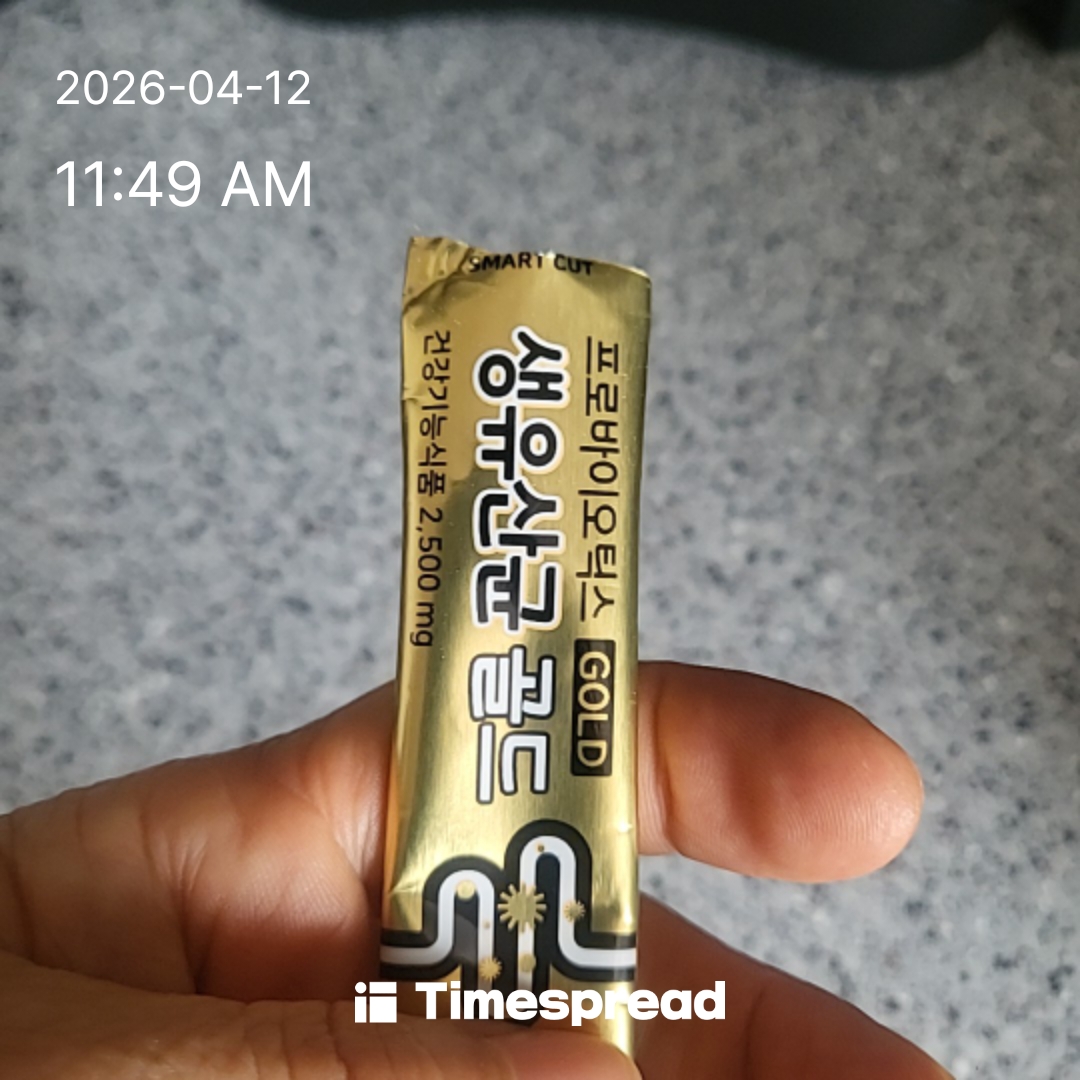 2026-04-12
11:49 AM
SMART CUT
프로바이오틱스 GOLD
생유산균 골드
건강기능식품 2,500 mg
Timespread